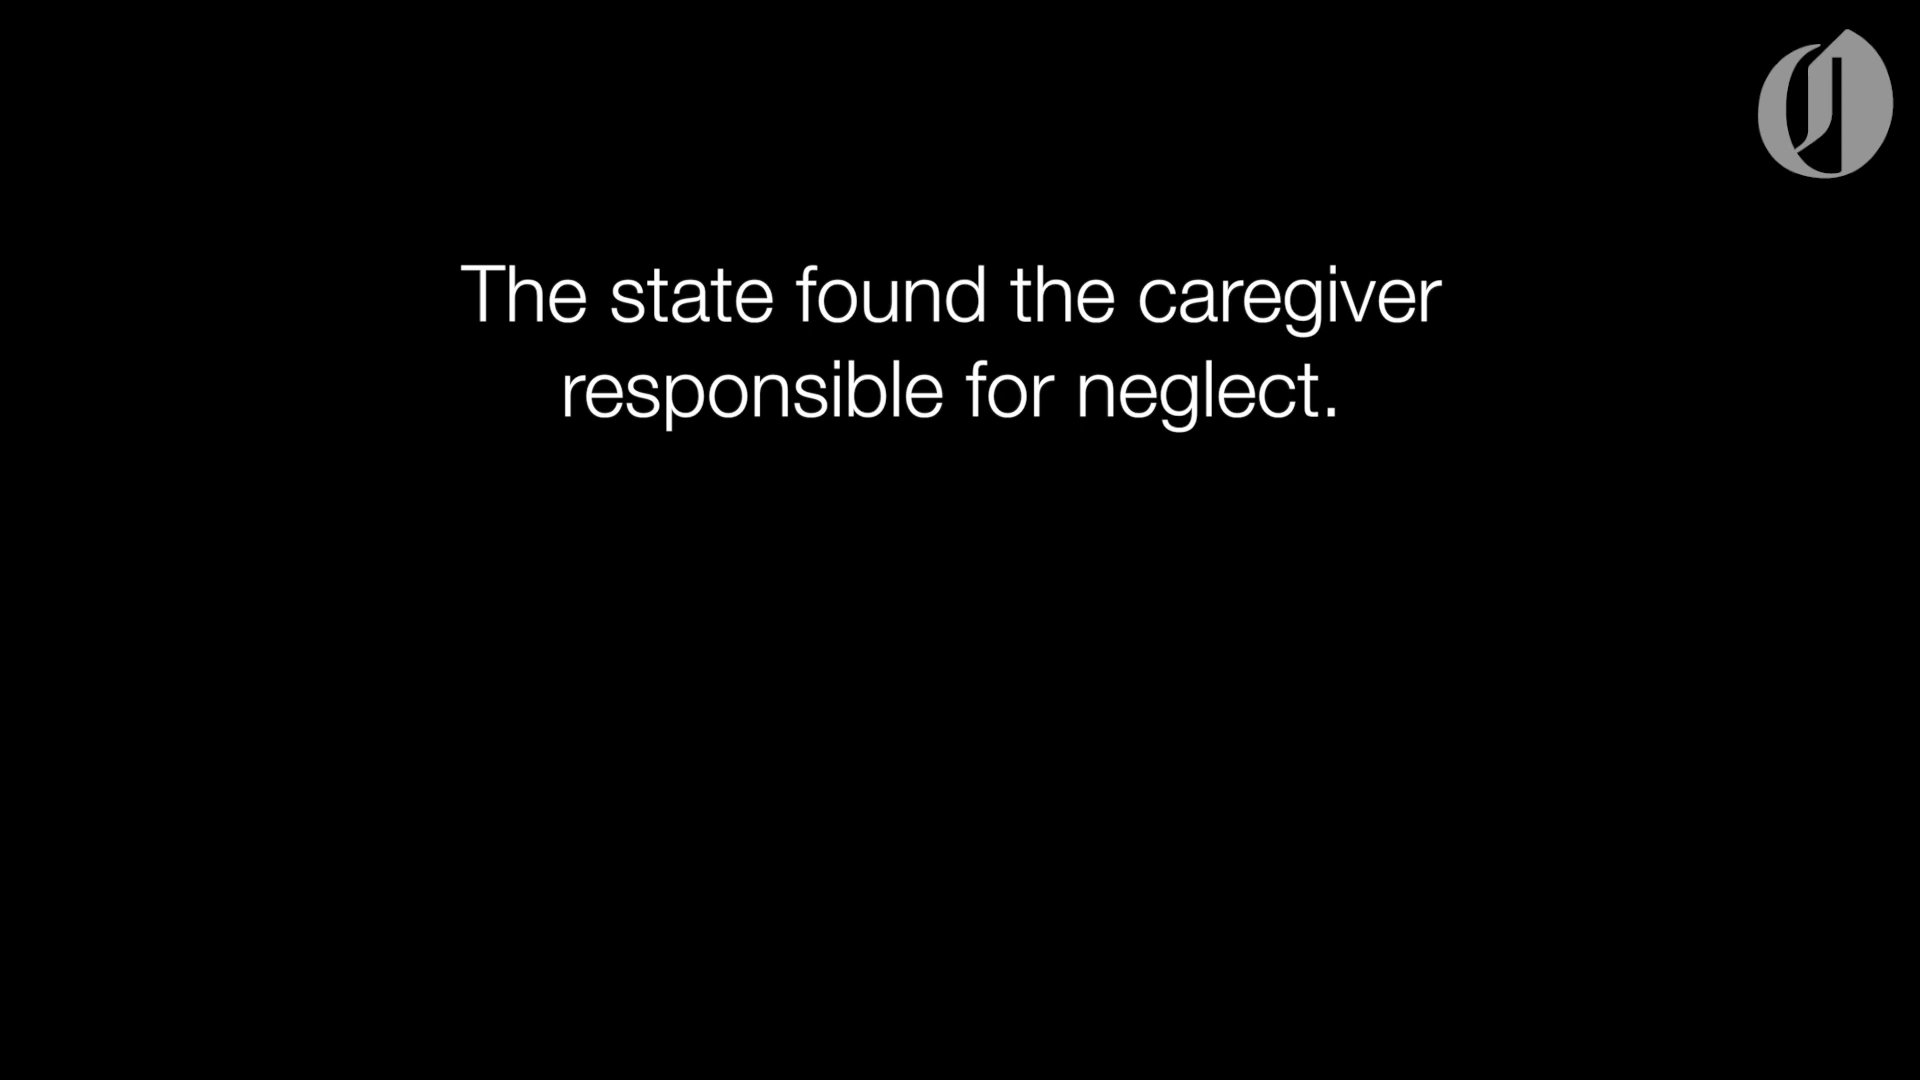 The state found the caregiver
responsible for neglect.